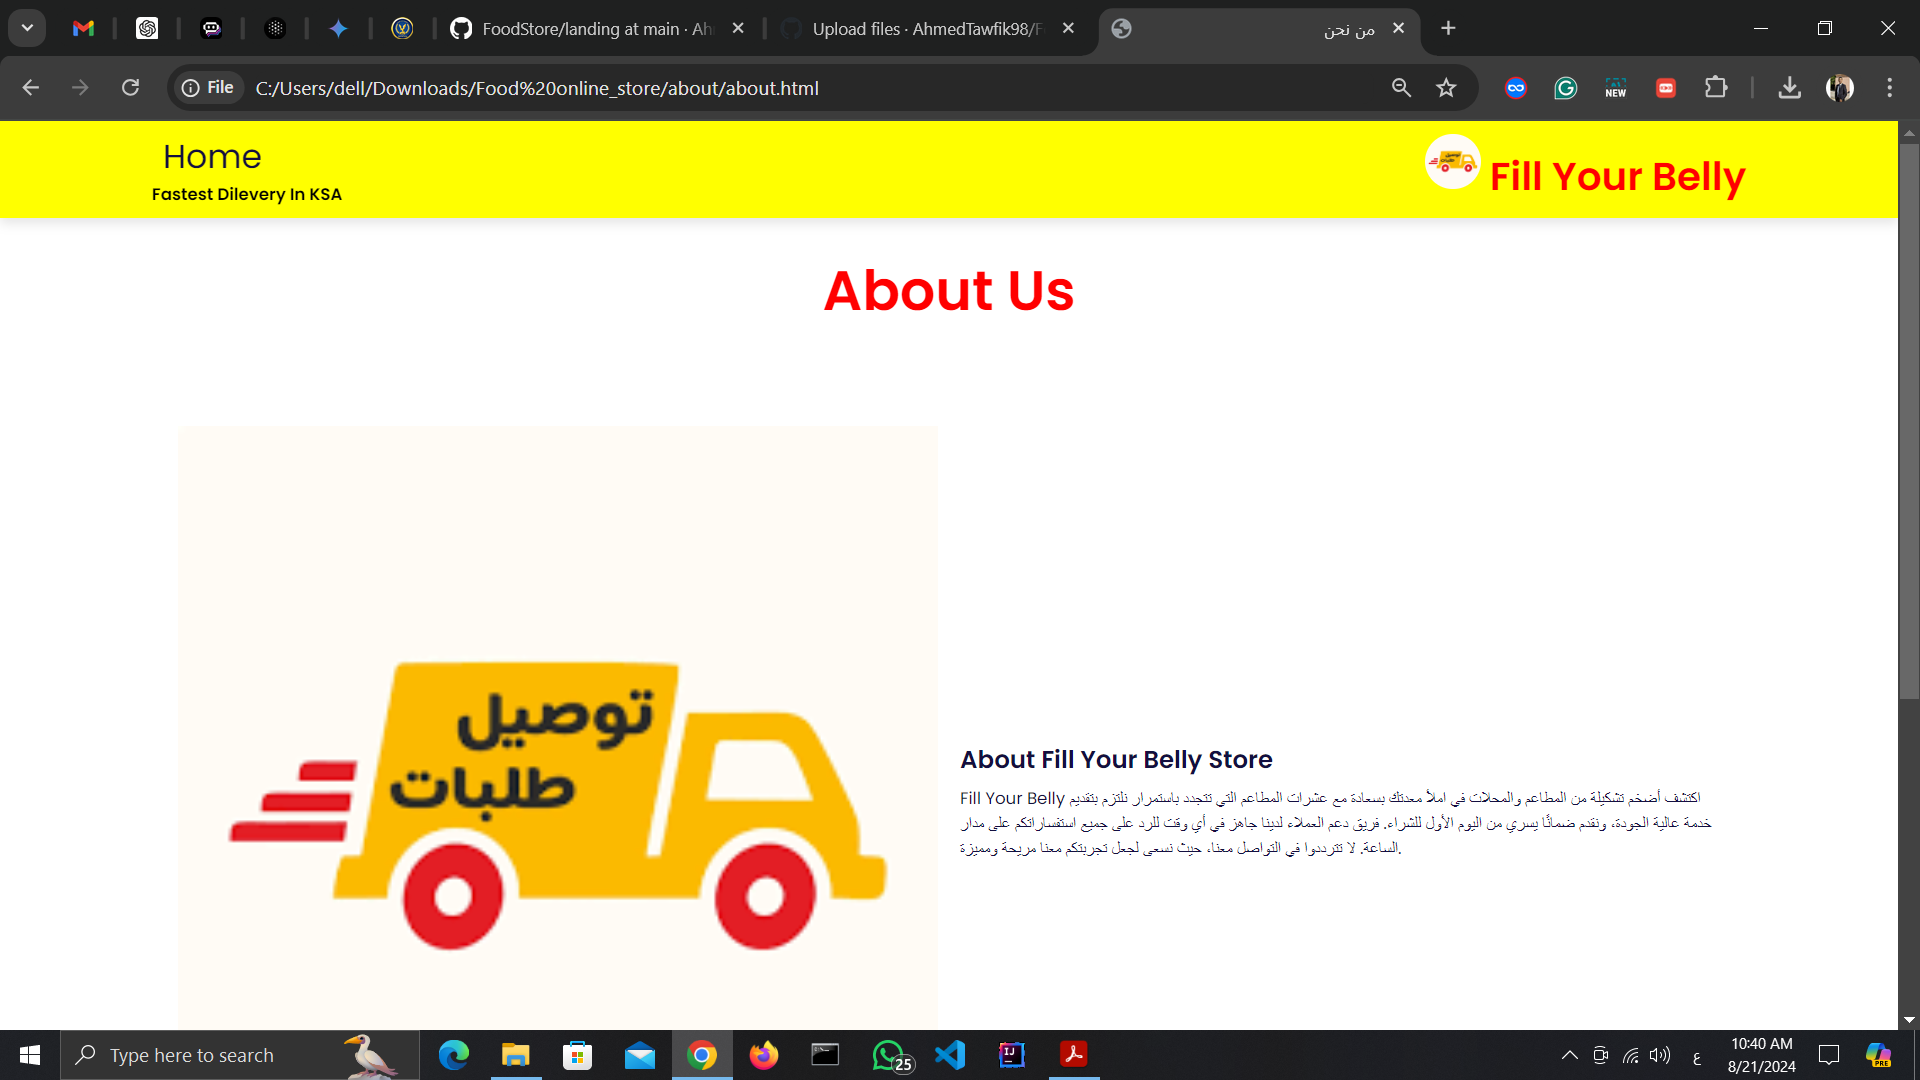 FoodStore/landing at main · Ah
Upload files · AhmedTawfik98/F
من نحن
File
C:/Users/dell/Downloads/Food%20online_store/about/about.html
NEW
Home
Fastest Dilevery In KSA
Fill Your Belly
About Us
توصيل
طلبات
About Fill Your Belly Store
Fill Your Belly اكتشف أضخم تشكيلة من المطاعم والمحلات في املأ معدتك بسعادة مع عشرات المطاعم التي تتجدد باستمرار نلتزم بتقديم
خدمة عالية الجودة، ونقدم ضمانًا يسري من اليوم الأول للشراء. فريق دعم العملاء لدينا جاهز في أي وقت للرد على جميع استفساراتكم على مدار
الساعة. لا تترددوا في التواصل معنا، حيث نسعى لجعل تجربتكم معنا مريحة ومميزة.
Type here to search
25
IJ
ع
10:40 AM
8/21/2024
PRE